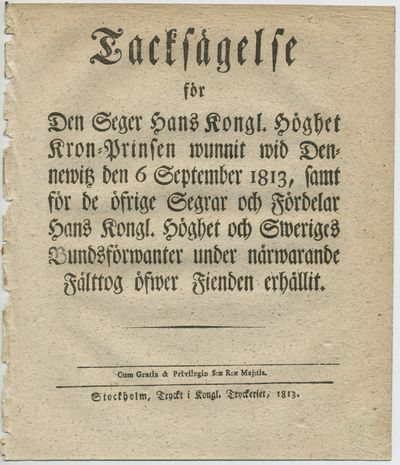 Tacksägelse
för
Den Seger Hans Kongl. Höghet
Kron-Prinsen wunnit wid Den-
newitz den 6 September 1813, samt
för de öfrige Segrar och Fördelar
Hans Kongl. Höghet och Sweriges
Bundsförwanter under närwarande
Fälttog öfwer Fienden erhållit.
Cum Gratia & Privilegio S:æ R:æ Maj:tis.
Stockholm, Tryckt i Kongl. Tryckeriet, 1813.